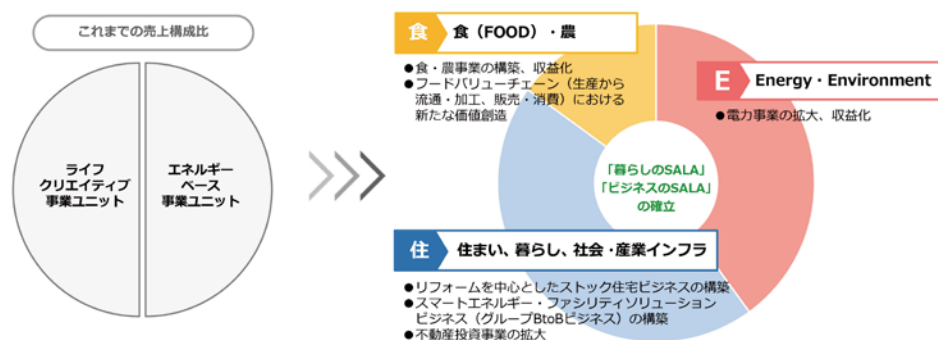 これまでの売上構成比
ライフ
クリエイティブ
事業ユニット
エネルギー
ベース
事業ユニット
食
食（FOOD）・農
●食・農事業の構築、収益化
●フードバリューチェーン（生産から
流通・加工、販売・消費）における
新たな価値創造
E
Energy・Environment
●電力事業の拡大、収益化
「暮らしのSALA」
「ビジネスのSALA」
の確立
住
住まい、暮らし、社会・産業インフラ
●リフォームを中心としたストック住宅ビジネスの構築
●スマートエネルギー・ファシリティソリューション
ビジネス（グループBtoBビジネス）の構築
●不動産投資事業の拡大